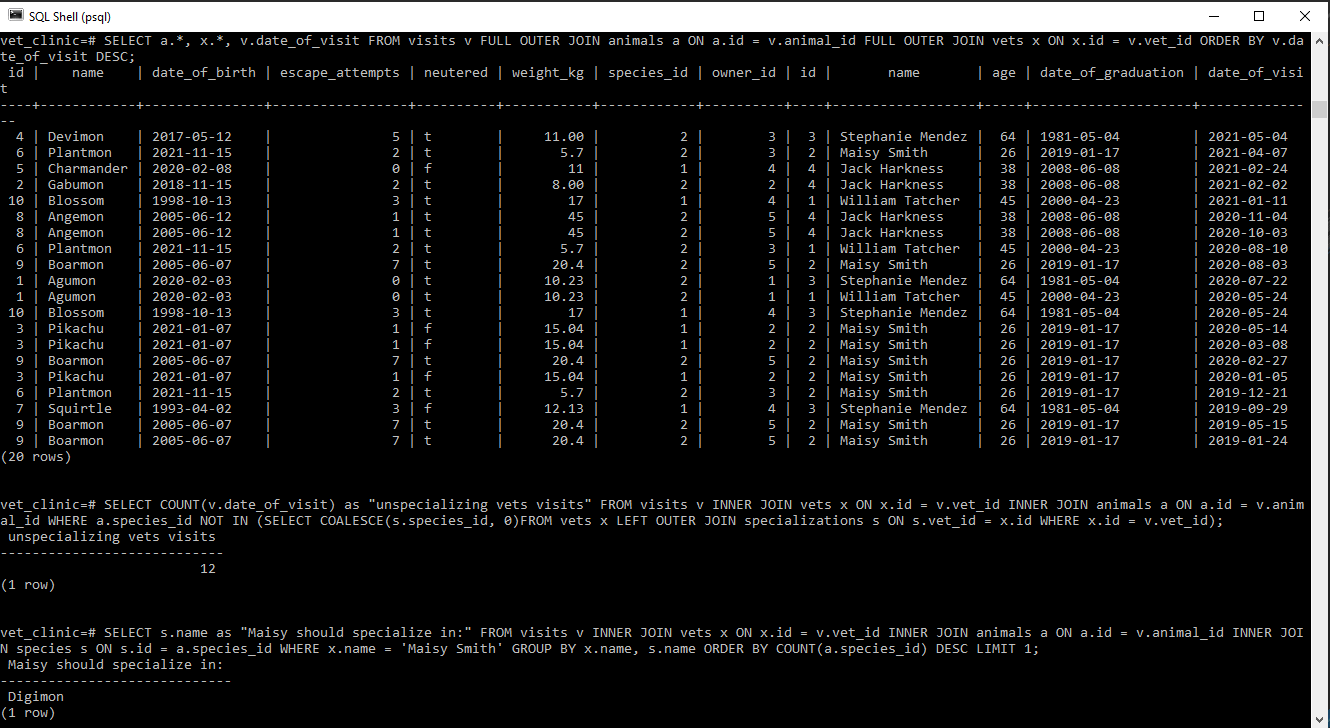 SQL Shell (psql)
vet_clinic=# SELECT a.*, x.*, v.date_of_visit FROM visits v FULL OUTER JOIN animals a ON a.id = v.animal_id FULL OUTER JOIN vets x ON x.id = v.vet_id ORDER BY v.da
te_of_visit DESC;
 id |    name    | date_of_birth | escape_attempts | neutered | weight_kg | species_id | owner_id | id |       name       | age | date_of_graduation | date_of_visi
t
----+------------+---------------+-----------------+----------+-----------+------------+----------+----+------------------+-----+--------------------+-------------
--
  4 | Devimon    | 2017-05-12    |               5 | t        |     11.00 |          2 |        3 |  3 | Stephanie Mendez |  64 | 1981-05-04         | 2021-05-04
  6 | Plantmon   | 2021-11-15    |               2 | t        |       5.7 |          2 |        3 |  2 | Maisy Smith      |  26 | 2019-01-17         | 2021-04-07
  5 | Charmander | 2020-02-08    |               0 | f        |        11 |          1 |        4 |  4 | Jack Harkness    |  38 | 2008-06-08         | 2021-02-24
  2 | Gabumon    | 2018-11-15    |               2 | t        |      8.00 |          2 |        2 |  4 | Jack Harkness    |  38 | 2008-06-08         | 2021-02-02
 10 | Blossom    | 1998-10-13    |               3 | t        |        17 |          1 |        4 |  1 | William Tatcher  |  45 | 2000-04-23         | 2021-01-11
  8 | Angemon    | 2005-06-12    |               1 | t        |        45 |          2 |        5 |  4 | Jack Harkness    |  38 | 2008-06-08         | 2020-11-04
  8 | Angemon    | 2005-06-12    |               1 | t        |        45 |          2 |        5 |  4 | Jack Harkness    |  38 | 2008-06-08         | 2020-10-03
  6 | Plantmon   | 2021-11-15    |               2 | t        |       5.7 |          2 |        3 |  1 | William Tatcher  |  45 | 2000-04-23         | 2020-08-10
  9 | Boarmon    | 2005-06-07    |               7 | t        |      20.4 |          2 |        5 |  2 | Maisy Smith      |  26 | 2019-01-17         | 2020-08-03
  1 | Agumon     | 2020-02-03    |               0 | t        |     10.23 |          2 |        1 |  3 | Stephanie Mendez |  64 | 1981-05-04         | 2020-07-22
  1 | Agumon     | 2020-02-03    |               0 | t        |     10.23 |          2 |        1 |  1 | William Tatcher  |  45 | 2000-04-23         | 2020-05-24
 10 | Blossom    | 1998-10-13    |               3 | t        |        17 |          1 |        4 |  3 | Stephanie Mendez |  64 | 1981-05-04         | 2020-05-24
  3 | Pikachu    | 2021-01-07    |               1 | f        |     15.04 |          1 |        2 |  2 | Maisy Smith      |  26 | 2019-01-17         | 2020-05-14
  3 | Pikachu    | 2021-01-07    |               1 | f        |     15.04 |          1 |        2 |  2 | Maisy Smith      |  26 | 2019-01-17         | 2020-03-08
  9 | Boarmon    | 2005-06-07    |               7 | t        |      20.4 |          2 |        5 |  2 | Maisy Smith      |  26 | 2019-01-17         | 2020-02-27
  3 | Pikachu    | 2021-01-07    |               1 | f        |     15.04 |          1 |        2 |  2 | Maisy Smith      |  26 | 2019-01-17         | 2020-01-05
  6 | Plantmon   | 2021-11-15    |               2 | t        |       5.7 |          2 |        3 |  2 | Maisy Smith      |  26 | 2019-01-17         | 2019-12-21
  7 | Squirtle   | 1993-04-02    |               3 | f        |     12.13 |          1 |        4 |  3 | Stephanie Mendez |  64 | 1981-05-04         | 2019-09-29
  9 | Boarmon    | 2005-06-07    |               7 | t        |      20.4 |          2 |        5 |  2 | Maisy Smith      |  26 | 2019-01-17         | 2019-05-15
  9 | Boarmon    | 2005-06-07    |               7 | t        |      20.4 |          2 |        5 |  2 | Maisy Smith      |  26 | 2019-01-17         | 2019-01-24
(20 rows)
vet_clinic=# SELECT COUNT(v.date_of_visit) as "unspecializing vets visits" FROM visits v INNER JOIN vets x ON x.id = v.vet_id INNER JOIN animals a ON a.id = v.anim
al_id WHERE a.species_id NOT IN (SELECT COALESCE(s.species_id, 0)FROM vets x LEFT OUTER JOIN specializations s ON s.vet_id = x.id WHERE x.id = v.vet_id);
 unspecializing vets visits
----------------------------
                         12
(1 row)
vet_clinic=# SELECT s.name as "Maisy should specialize in:" FROM visits v INNER JOIN vets x ON x.id = v.vet_id INNER JOIN animals a ON a.id = v.animal_id INNER JOI
N species s ON s.id = a.species_id WHERE x.name = 'Maisy Smith' GROUP BY x.name, s.name ORDER BY COUNT(a.species_id) DESC LIMIT 1;
 Maisy should specialize in:
-----------------------------
 Digimon
(1 row)